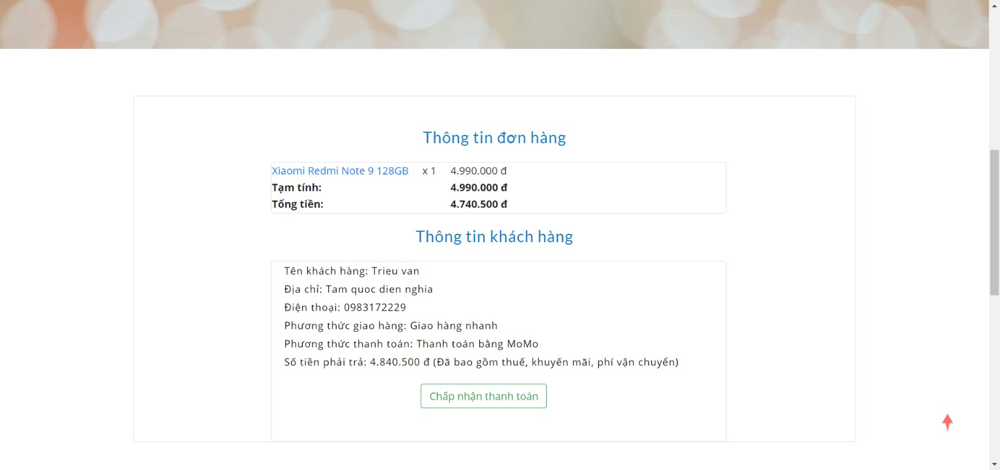 Thông tin đơn hàng
Xiaomi Redmi Note 9 128GB x 1 4.990.000 đ
Tạm tính: 4.990.000 đ
Tổng tiền: 4.740.500 đ
Thông tin khách hàng
Tên khách hàng: Trieu van
Địa chỉ: Tam quoc dien nghia
Điện thoại: 0983172229
Phương thức giao hàng: Giao hàng nhanh
Phương thức thanh toán: Thanh toán bằng MoMo
Số tiền phải trả: 4.840.500 đ (Đã bao gồm thuế, khuyến mãi, phí vận chuyển)
Chấp nhận thanh toán